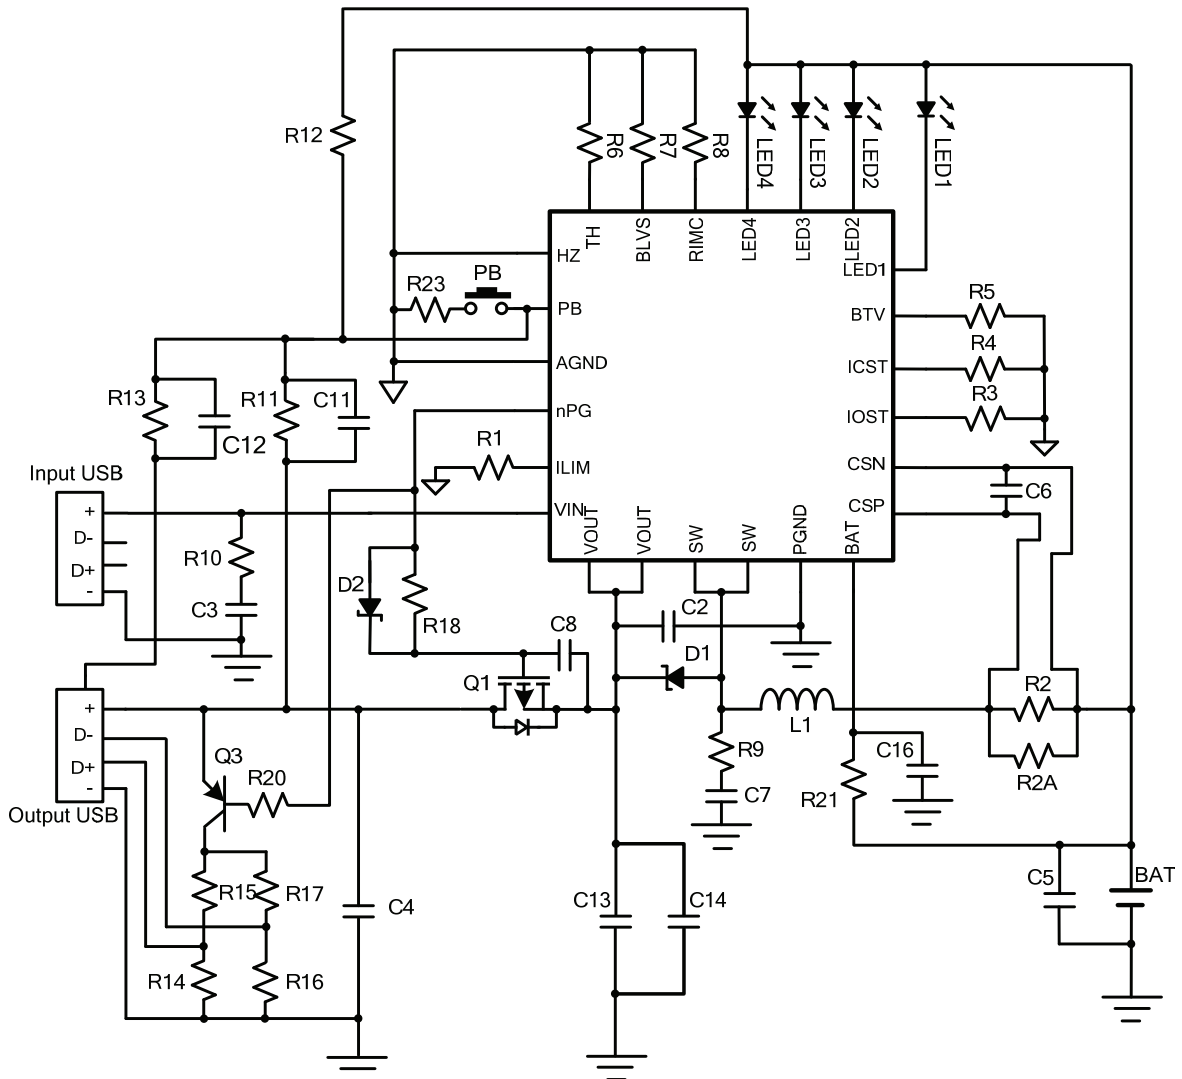 R12
R6
R7
R8
LED4
LED3
LED2
LED1
TH
BLVS
RIMC
LED4
LED3
LED2
LED1
HZ
PB
R23
PB
AGND
nPG
R1
ILIM
VIN
BTV
R5
ICST
R4
IOST
R3
CSN
CSP
C6
VOUT
VOUT
SW
SW
PGND
BAT
R13
C12
R11
C11
Input USB
+
D-
D+
-
R10
C3
D2
R18
C8
Q1
C2
D1
L1
R2
R2A
R9
C7
R21
C16
+
D-
D+
-
Output USB
Q3
R20
R15
R17
R14
R16
C4
C13
C14
C5
BAT